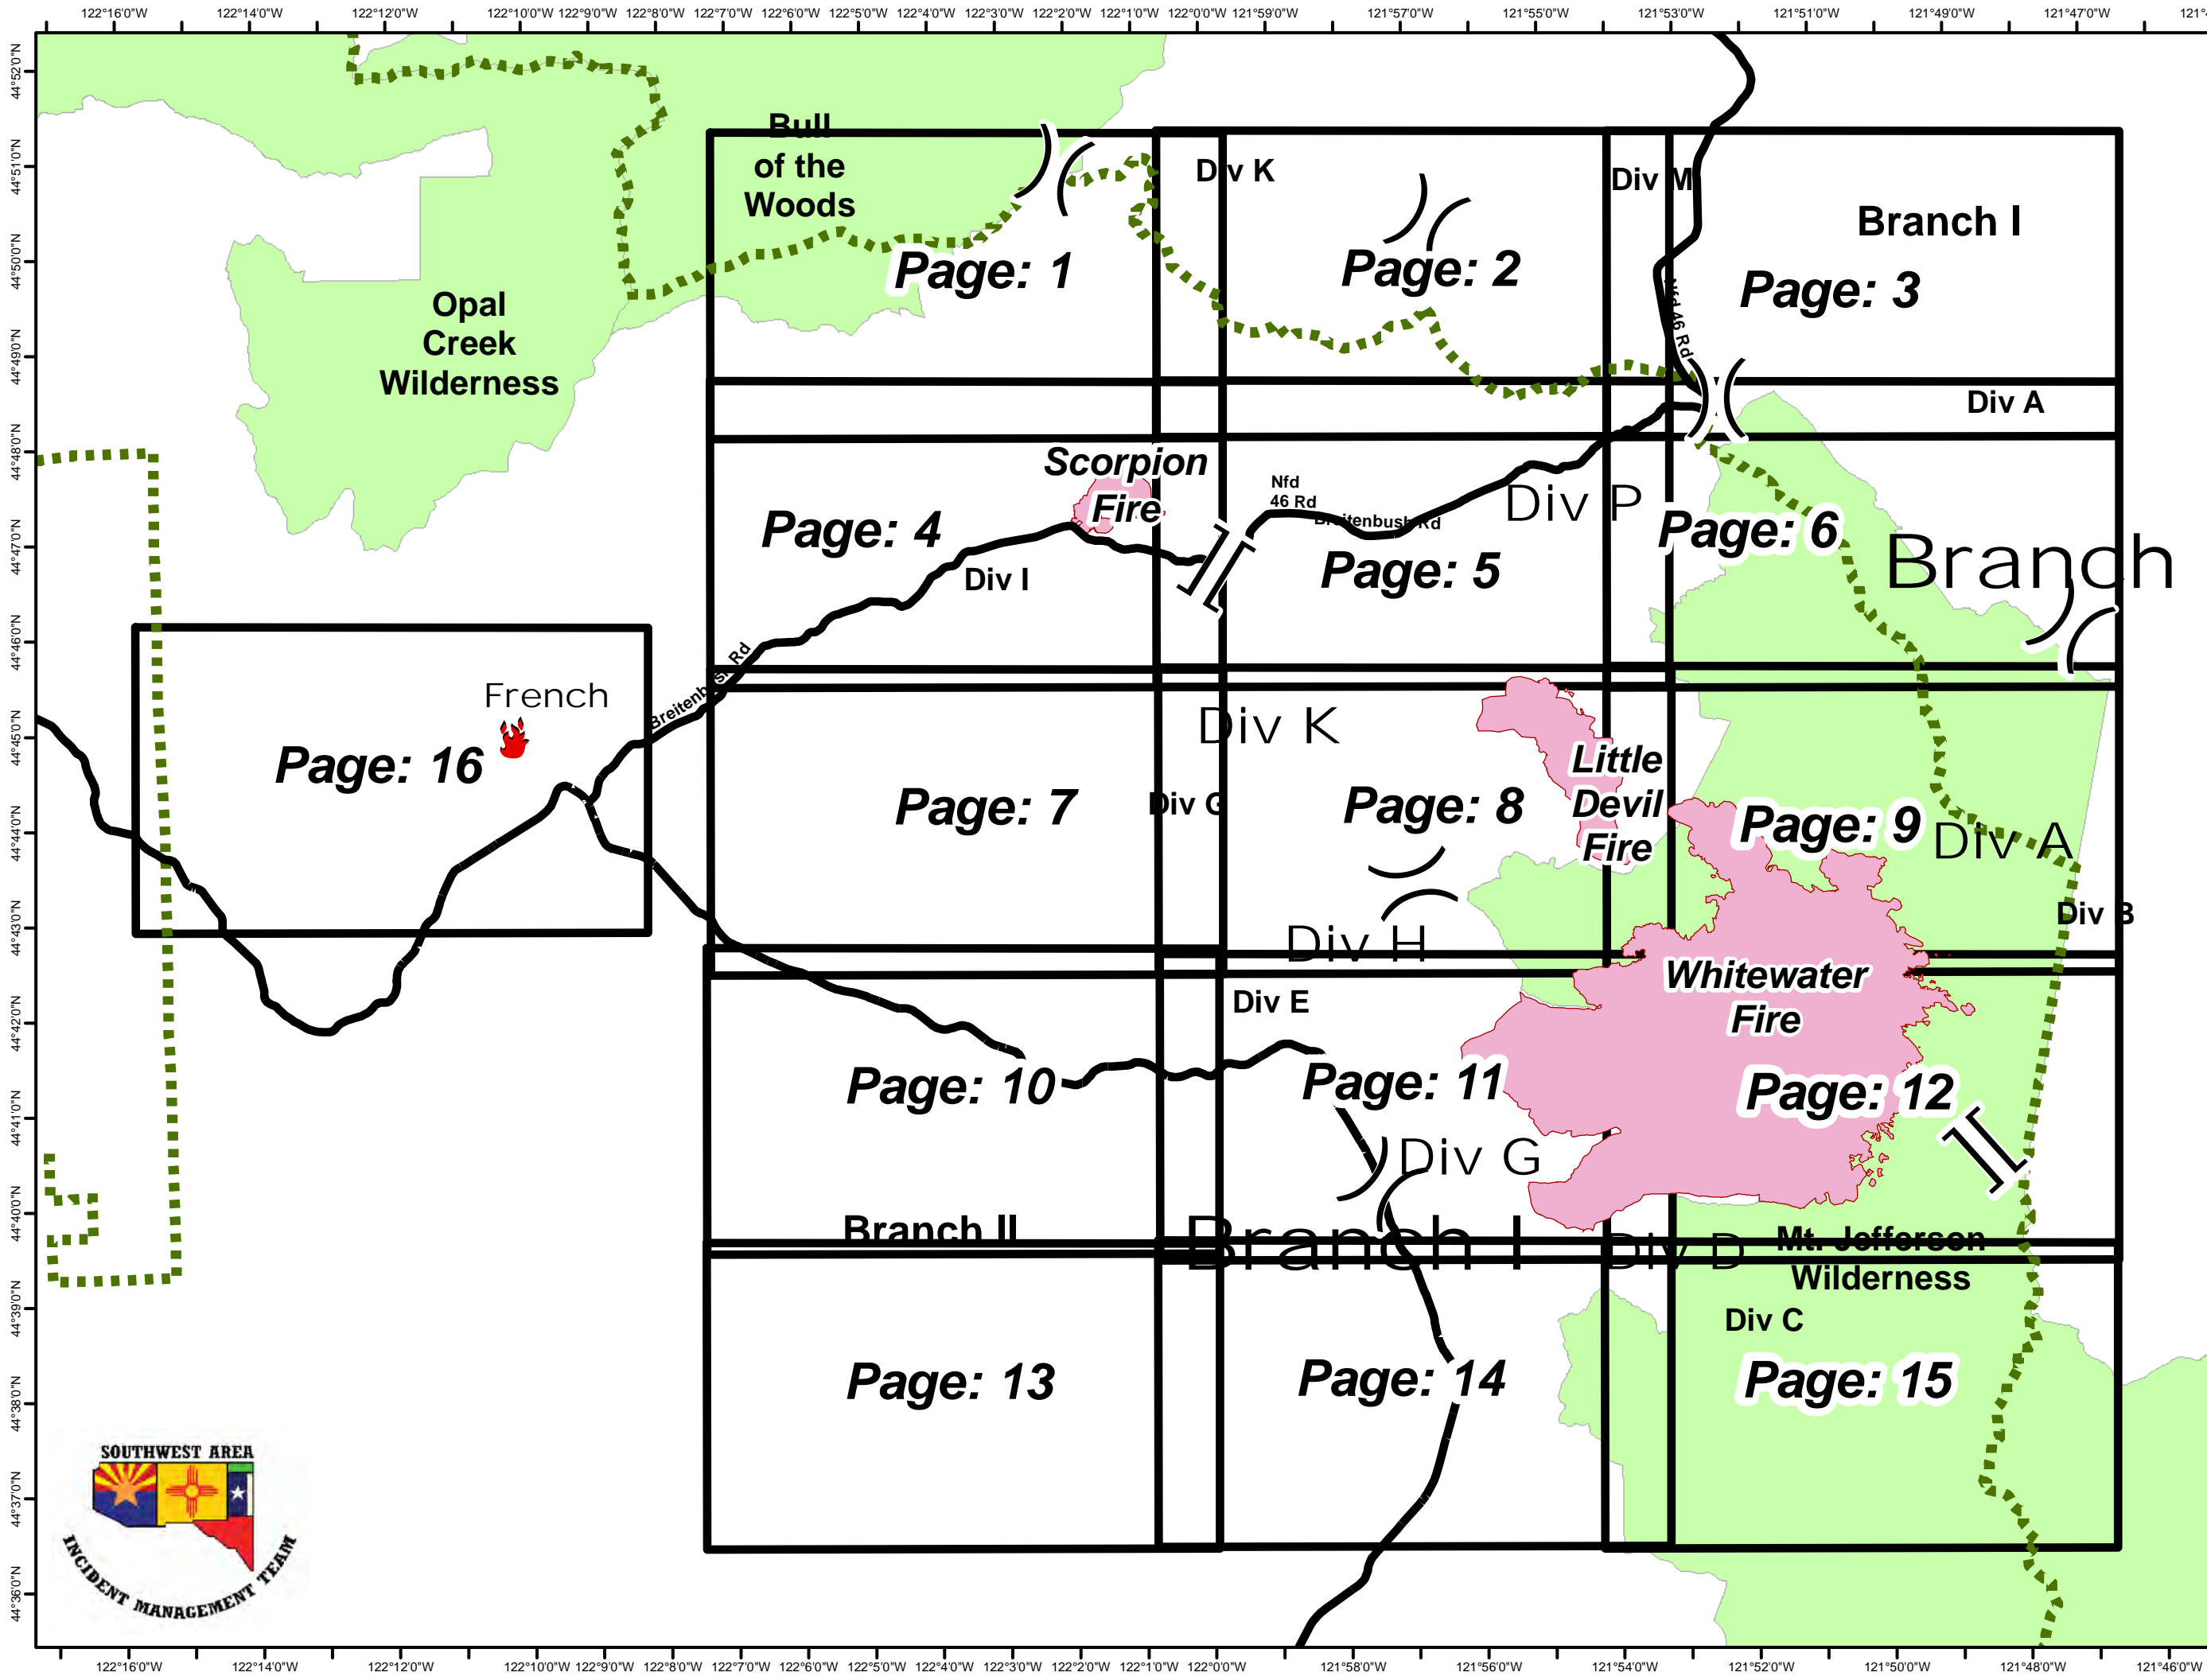 122°16'0"W 122°14'0"W 122°12'0"W 122°10'0"W 122°9'0"W 122°8'0"W 122°7'0"W 122°6'0"W 122°5'0"W 122°4'0"W 122°3'0"W 122°2'0"W 122°1'0"W 122°0'0"W 121°59'0"W 121°57'0"W 121°55'0"W 121°53'0"W 121°51'0"W 121°49'0"W 121°47'0"W
44°52'0"N
44°51'0"N
44°50'0"N
44°49'0"N
44°48'0"N
44°47'0"N
44°46'0"N
44°45'0"N
44°44'0"N
44°43'0"N
44°42'0"N
44°41'0"N
44°40'0"N
44°39'0"N
44°38'0"N
44°37'0"N
44°36'0"N
Bull
of the
Woods
Div K
Div M
Branch I
Page: 1
Page: 2
Page: 3
Opal
Creek
Wilderness
Nfd 46 Rd
Div A
Scorpion
Fire
Nfd
46 Rd
Breitenbush Rd
Div P
Page: 4
Page: 5
Page: 6
Branch
Div I
Breitenbush Rd
French
Page: 16
Div K
Little
Devil
Fire
Page: 7
Div G
Page: 8
Page: 9
Div A
Div B
Div H
Whitewater
Fire
Div E
Page: 10
Page: 11
Page: 12
Div G
Branch II
Branch I
Div D
Mt. Jefferson
Wilderness
Div C
Page: 13
Page: 14
Page: 15
SOUTHWEST AREA
INCIDENT MANAGEMENT TEAM
122°16'0"W 122°14'0"W 122°12'0"W 122°10'0"W 122°9'0"W 122°8'0"W 122°7'0"W 122°6'0"W 122°5'0"W 122°4'0"W 122°3'0"W 122°2'0"W 122°1'0"W 122°0'0"W 121°58'0"W 121°56'0"W 121°54'0"W 121°52'0"W 121°50'0"W 121°48'0"W 121°46'0"W